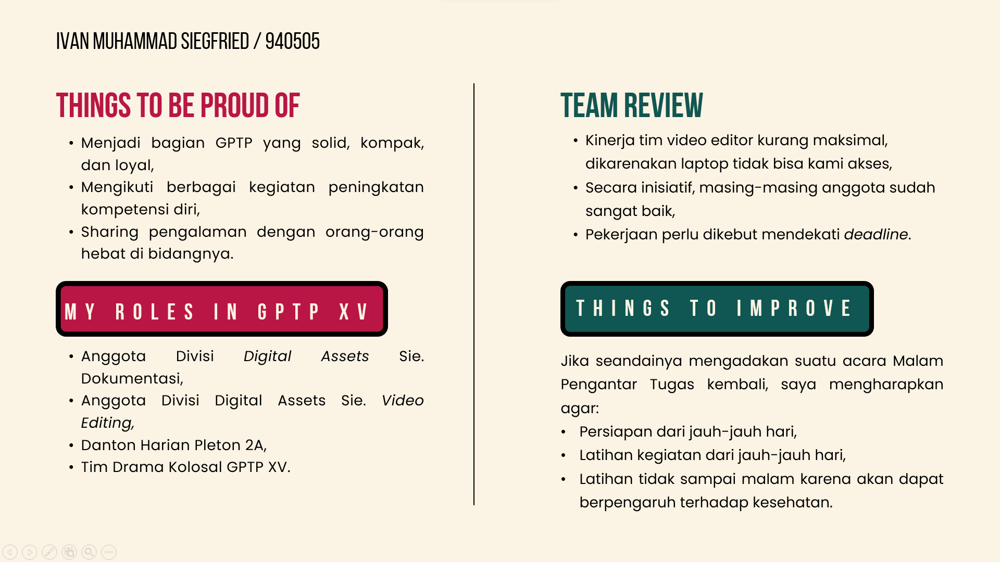 IVAN MUHAMMAD SIEGFRIED / 940505
THINGS TO BE PROUD OF
• Menjadi bagian GPTP yang solid, kompak,
dan loyal,
• Mengikuti berbagai kegiatan peningkatan
kompetensi diri,
• Sharing pengalaman dengan orang-orang
hebat di bidangnya.
MY ROLES IN GPTP XV
• Anggota Divisi Digital Assets Sie.
Dokumentasi,
• Anggota Divisi Digital Assets Sie. Video
Editing,
• Danton Harian Pleton 2A,
• Tim Drama Kolosal GPTP XV.
TEAM REVIEW
• Kinerja tim video editor kurang maksimal,
dikarenakan laptop tidak bisa kami akses,
• Secara inisiatif, masing-masing anggota sudah
sangat baik,
• Pekerjaan perlu dikebut mendekati deadline.
THINGS TO IMPROVE
Jika seandainya mengadakan suatu acara Malam
Pengantar Tugas kembali, saya mengharapkan
agar:
• Persiapan dari jauh-jauh hari,
• Latihan kegiatan dari jauh-jauh hari,
• Latihan tidak sampai malam karena akan dapat
berpengaruh terhadap kesehatan.